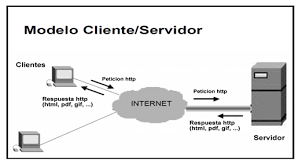 Modelo Cliente/Servidor
Clientes
Peticion http
Respuesta http
(html, pdf, gif, ...)
INTERNET
Peticion http
Respuesta http
(html, pdf, gif, ...)
Servidor